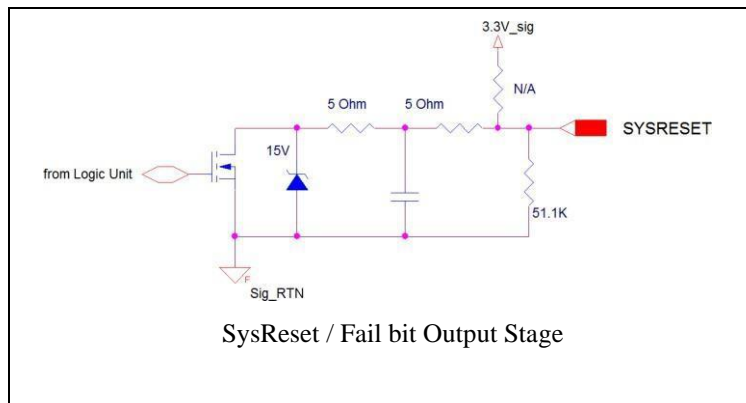 3.3V_sig
N/A
5 Ohm 5 Ohm
SYSRESET
15V
from Logic Unit
51.1K
F
Sig_RTN
SysReset / Fail bit Output Stage